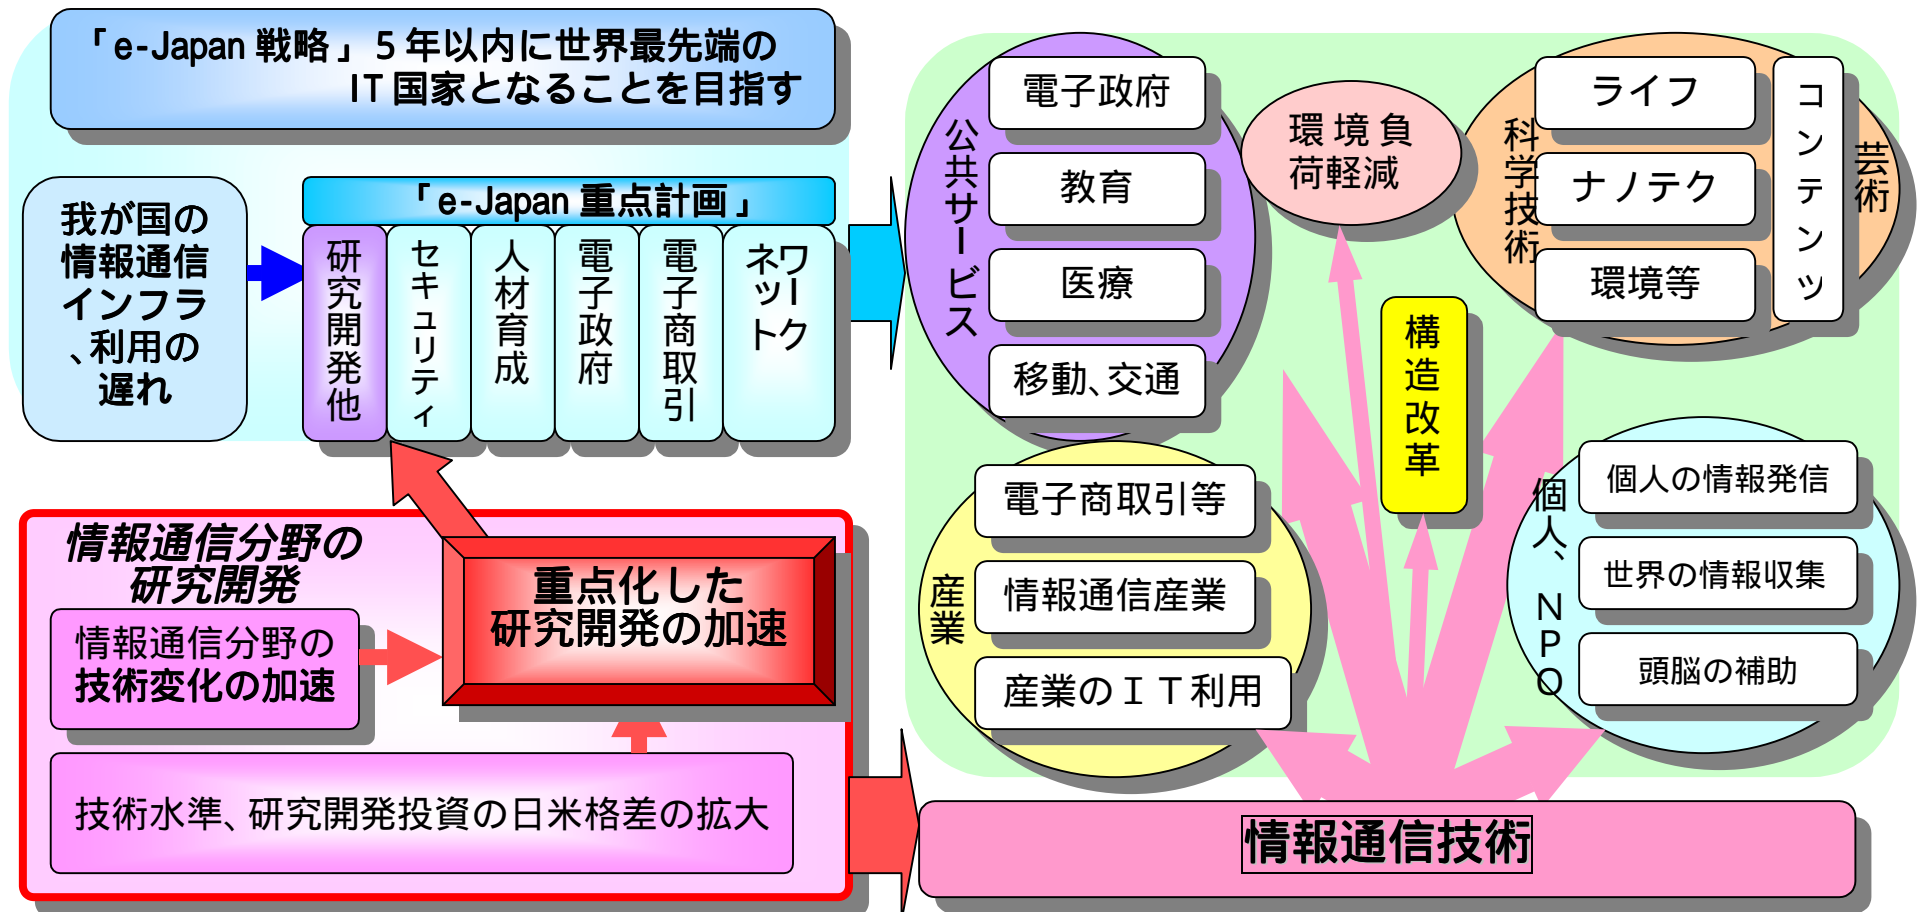 「e-Japan 戦略」５年以内に世界最先端の
IT 国家となることを目指す
我が国の
情報通信
インフラ
、利用の
遅れ
「e-Japan 重点計画」
研究開発他
セキュリティ
人材育成
電子政府
電子商取引
ネット
ワーク
情報通信分野の
研究開発
情報通信分野の
技術変化の加速
重点化した
研究開発の加速
技術水準、研究開発投資の日米格差の拡大
公共サービス
電子政府
教育
医療
移動、交通
環境負
荷軽減
科学技術
ライフ
ナノテク
環境等
コンテンツ
芸術
構造改革
産業
電子商取引等
情報通信産業
産業のＩＴ利用
個人、ＮＰＯ
個人の情報発信
世界の情報収集
頭脳の補助
情報通信技術